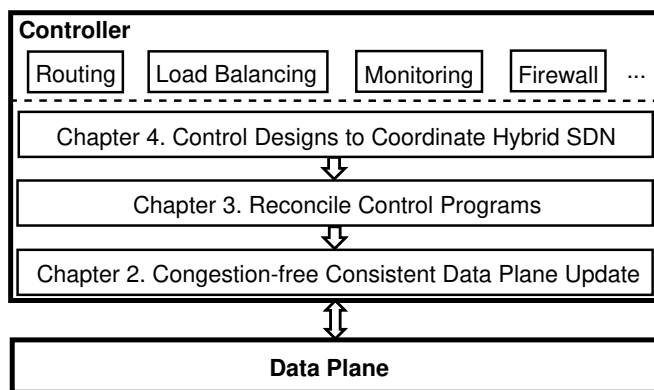 Controller
Routing Load Balancing Monitoring Firewall ...
Chapter 4. Control Designs to Coordinate Hybrid SDN
Chapter 3. Reconcile Control Programs
Chapter 2. Congestion-free Consistent Data Plane Update
Data Plane